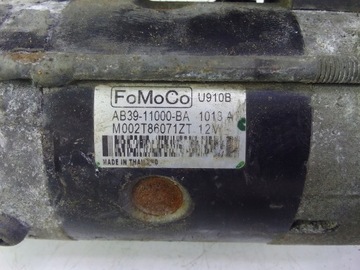 FoMoCo U910B
AB39-11000-BA 1013 A
M002T86071ZT 12V
MADE IN THAILAND